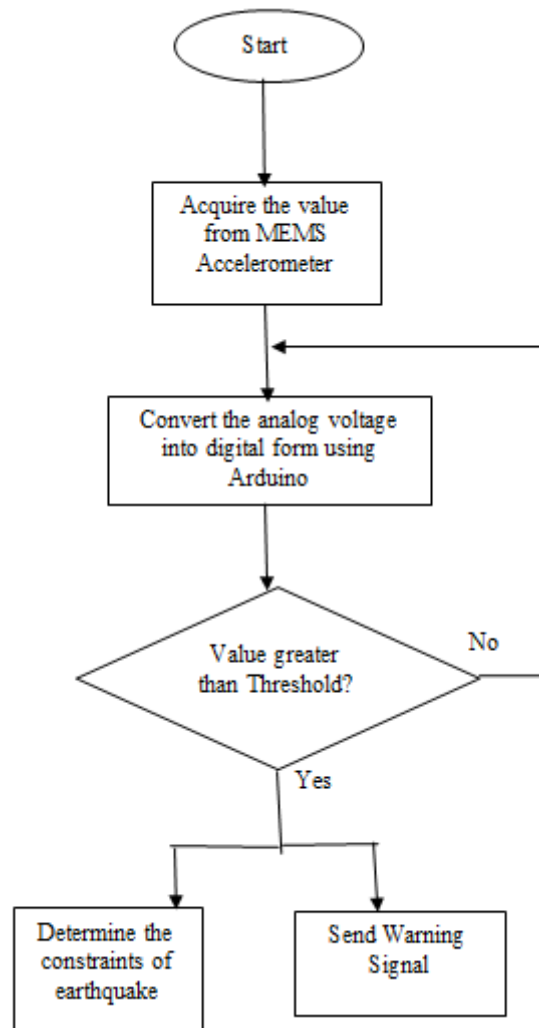 Start
Acquire the value
from MEMS
Accelerometer
Convert the analog voltage
into digital form using
Arduino
Value greater
than Threshold?
No
Yes
Determine the
constraints of
earthquake
Send Warning
Signal